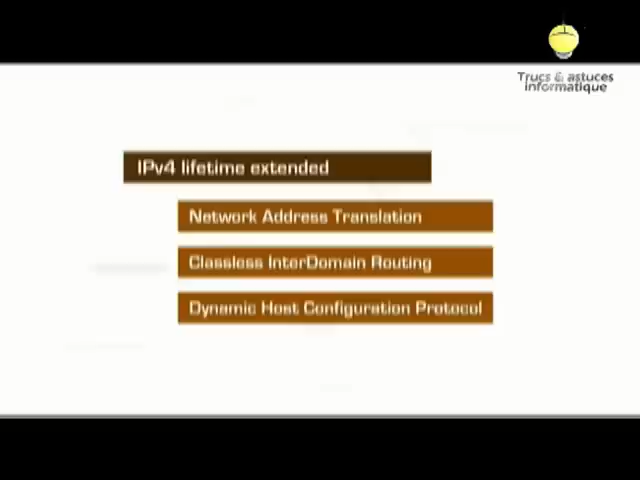 Trucs & astuces
informatique
IPv4 lifetime extended
Network Address Translation
Classless InterDomain Routing
Dynamic Host Configuration Protocol